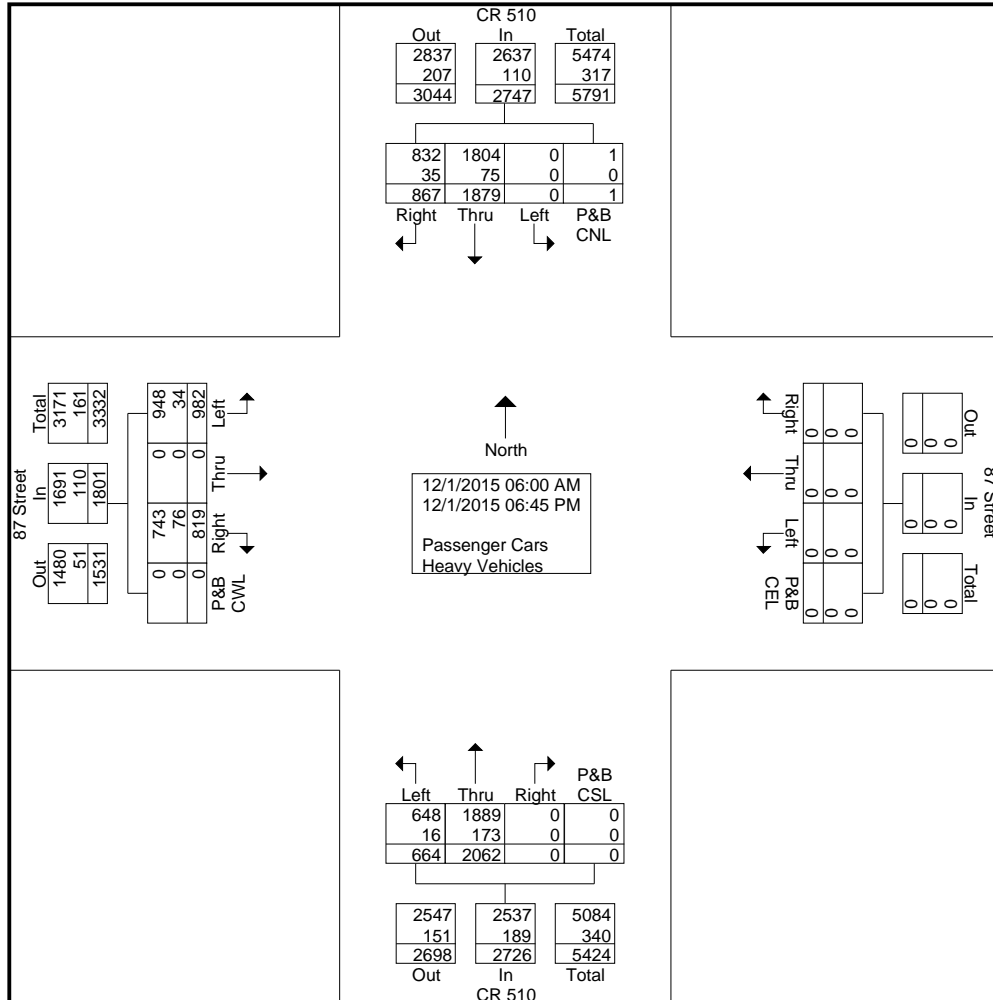 CR 510
Out In Total
2837 2637 5474
207 110 317
3044 2747 5791
832 1804 0 1
35 75 0 0
867 1879 0 1
Right Thru Left P&B
CNL
87 Street
Total In Out
3171 1691 1480
161 110 51
3332 1801 1531
948 0 743 0
34 0 76 0
982 0 819 0
Left Thru Right P&B
CWL
North
12/1/2015 06:00 AM
12/1/2015 06:45 PM
Passenger Cars
Heavy Vehicles
87 Street
Out In Total
0 0 0
0 0 0
0 0 0
0 0 0 0
0 0 0 0
0 0 0 0
Right Thru Left P&B
CEL
P&B
Left Thru Right CSL
648 1889 0 0
16 173 0 0
664 2062 0 0
2547 2537 5084
151 189 340
2698 2726 5424
Out In Total
CR 510